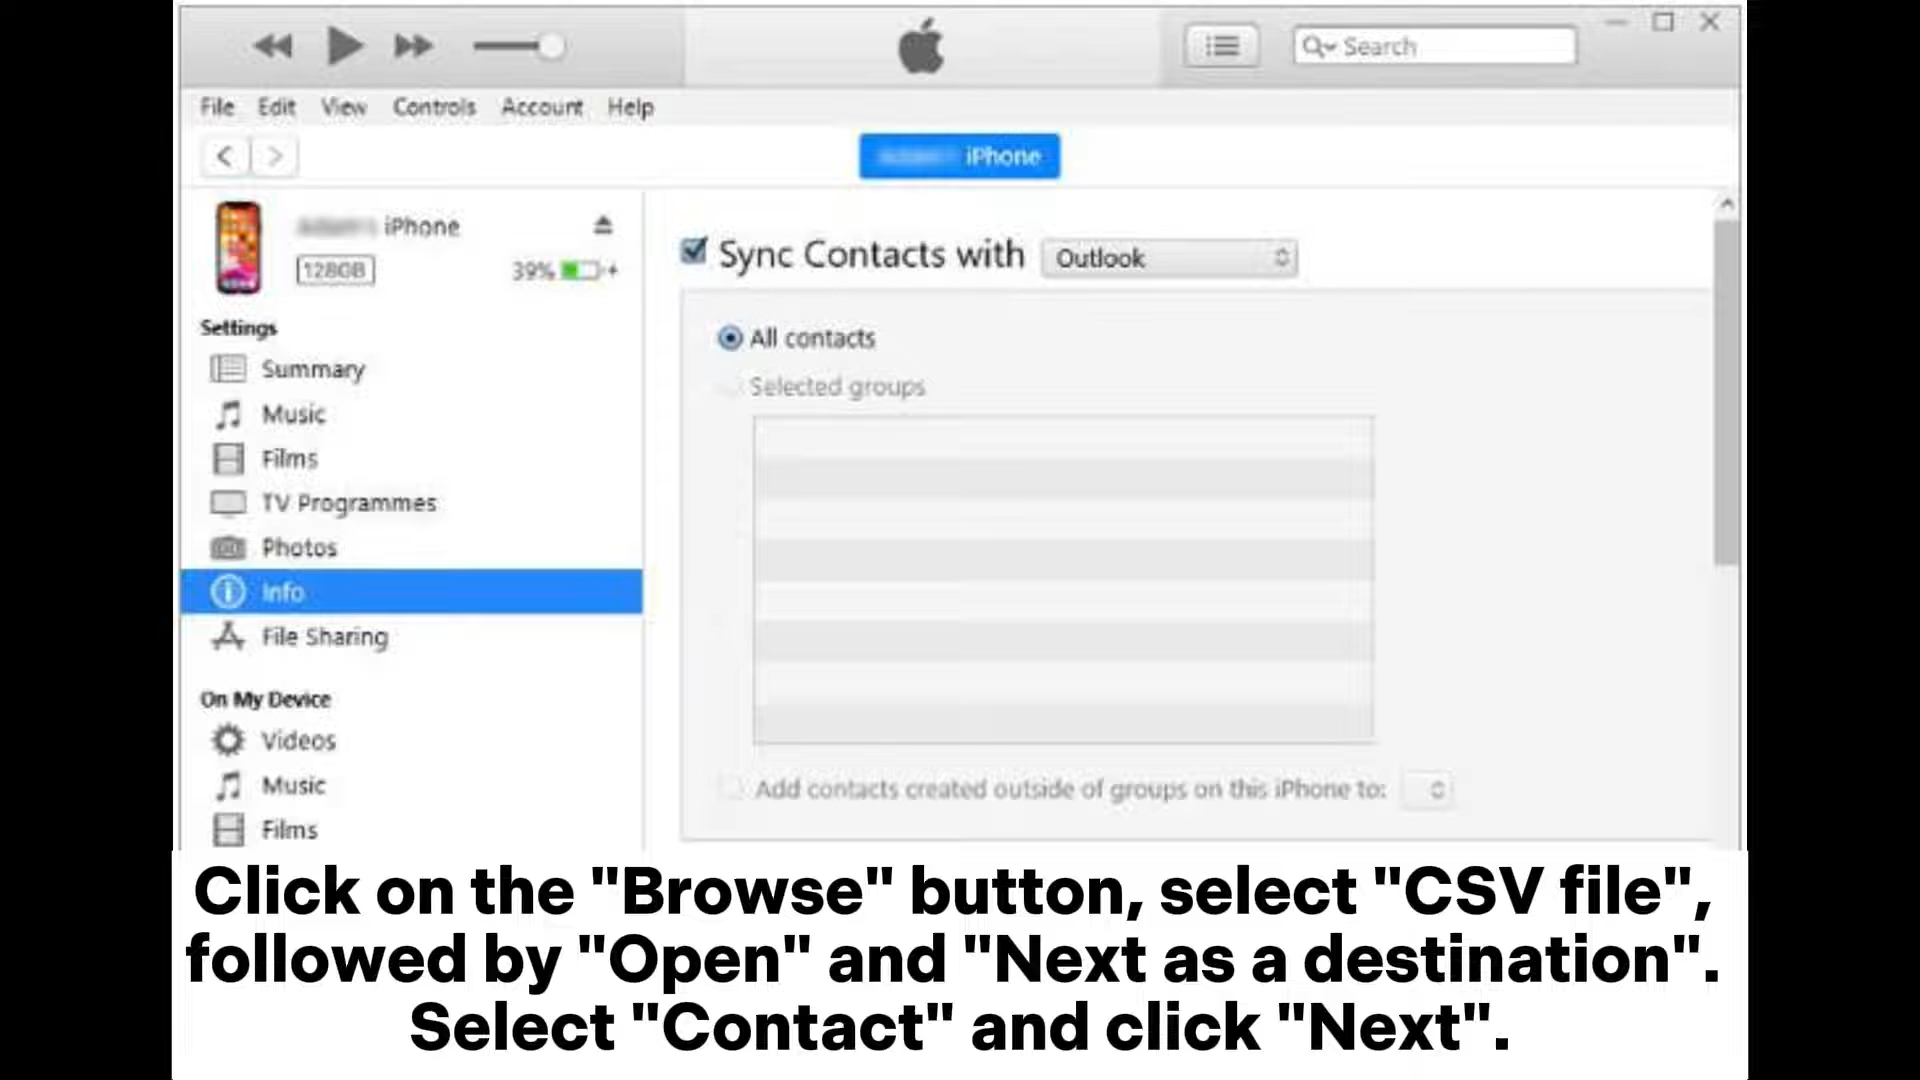 Search
File Edit View Controls Account Help
iPhone
iPhone
128GB
39%
Settings
Summary
Music
Films
TV Programmes
Photos
Info
File Sharing
On My Device
Videos
Music
Films
Sync Contacts with Outlook
All contacts
Selected groups
Add contacts created outside of groups on this iPhone to:
Click on the "Browse" button, select "CSV file",
followed by "Open" and "Next as a destination".
Select "Contact" and click "Next".